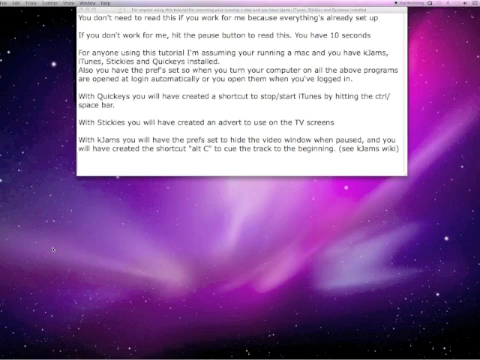 You don't need to read this if you work for me because everything's already set up
If you don't work for me, hit the pause button to read this. You have 10 seconds
For anyone using this tutorial I'm assuming your running a mac and you have kJams,
iTunes, Stickies and Quickeys installed.
Also you have the pref's set so when you turn your computer on all the above programs
are opened at login automatically or you open them when you've logged in.
With Quickeys you will have created a shortcut to stop/start iTunes by hitting the ctrl/
space bar.
With Stickies you will have created an advert to use on the TV screens
With kJams you will have the prefs set to hide the video window when paused, and you
will have created the shortcut "alt C" to cue the track to the beginning. (see kJams wiki)